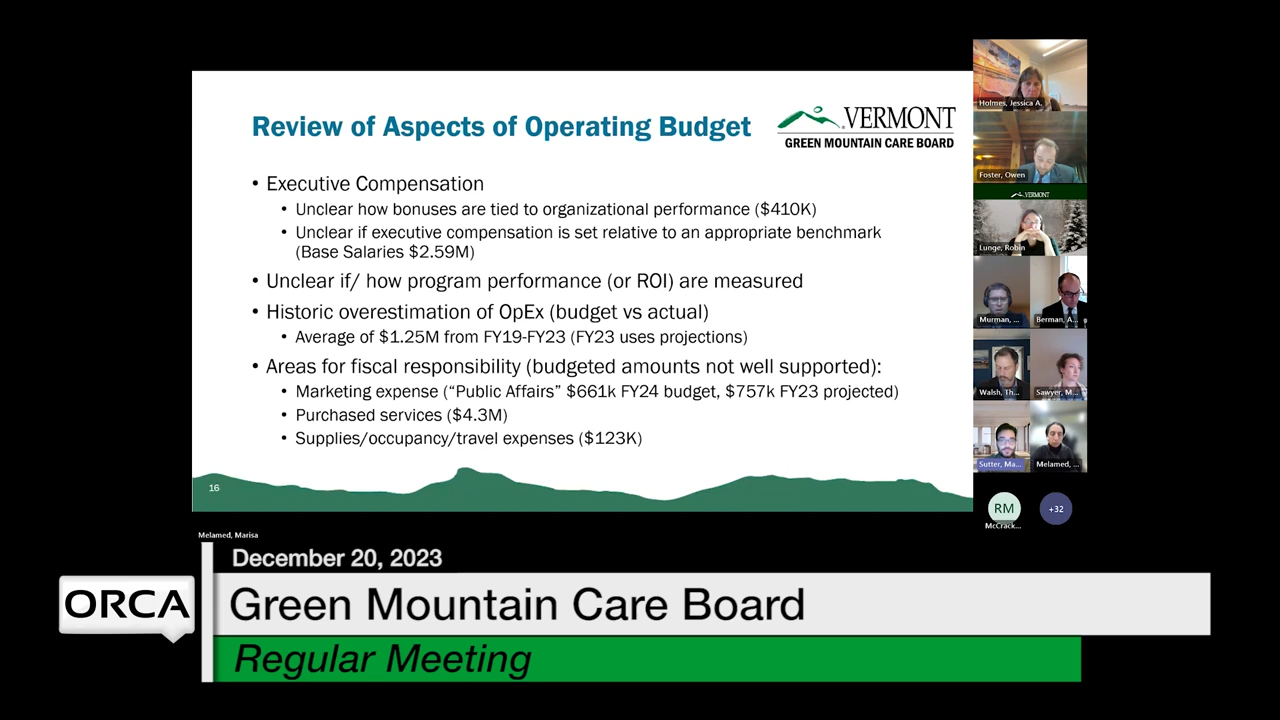 Review of Aspects of Operating Budget
VERMONT
GREEN MOUNTAIN CARE BOARD
• Executive Compensation
• Unclear how bonuses are tied to organizational performance ($410K)
• Unclear if executive compensation is set relative to an appropriate benchmark
(Base Salaries $2.59M)
• Unclear if/ how program performance (or ROI) are measured
• Historic overestimation of OpEx (budget vs actual)
• Average of $1.25M from FY19-FY23 (FY23 uses projections)
• Areas for fiscal responsibility (budgeted amounts not well supported):
• Marketing expense (“Public Affairs” $661k FY24 budget, $757k FY23 projected)
• Purchased services ($4.3M)
• Supplies/occupancy/travel expenses ($123K)
16
Holmes, Jessica A.
Foster, Owen
VERMONT
Lunge, Robin
Murman, ...
Berman, A...
Walsh, Th...
Sawyer, M...
Sutter, Ma...
Melamed, ...
RM
McCrack...
+32
Melamed, Marisa
December 20, 2023
ORCA
Green Mountain Care Board
Regular Meeting